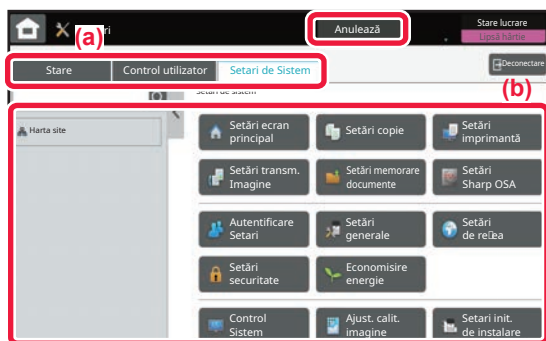 Anulează
Stare lucrare
Lipsă hârtie
(a)
Stare
Control utilizator
Setari de Sistem
Deconectare
(b)
Harta site
Setări ecran
principal
Setări copie
Setări
imprimantă
Setări transm.
Imagine
Setări memorare
documente
Setări
Sharp OSA
Autentificare
Setari
Setări
generale
Setări
Setări
securitate
Economisire
energie
Control
Sistem
Ajust. calit.
imagine
Setari init.
de instalare